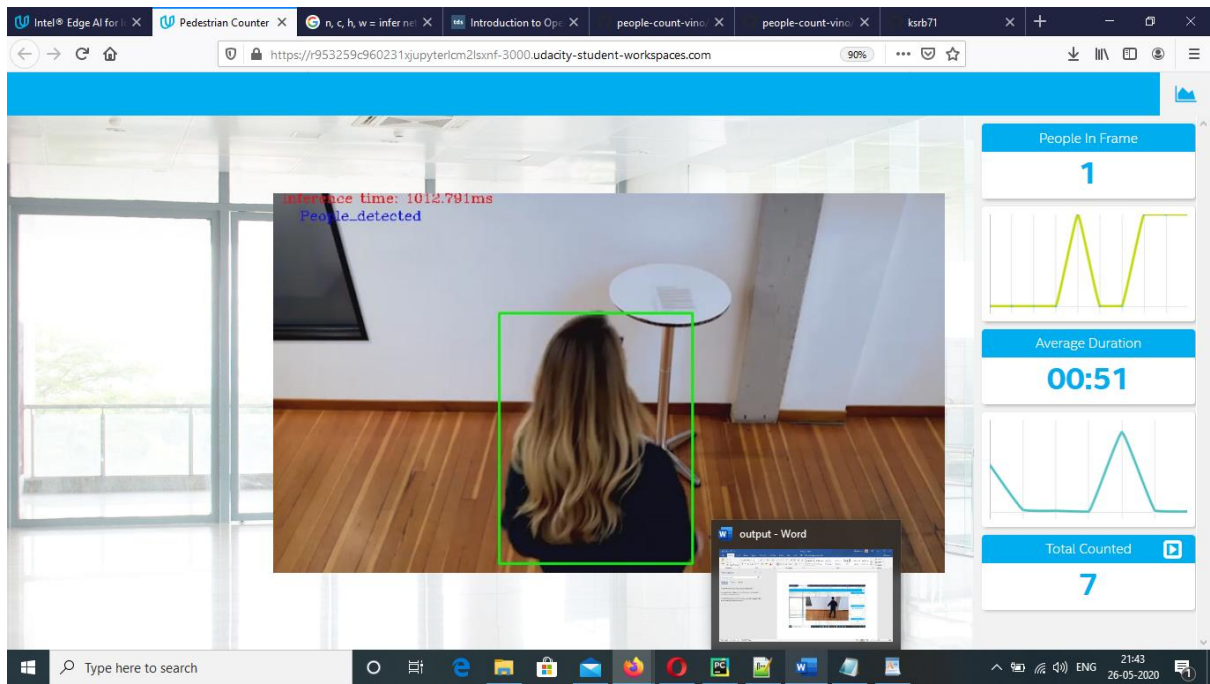 Intel® Edge AI for I
Pedestrian Counter
n, c, h, w = infer net
Introduction to Ope
people-count-vino/
people-count-vino/
ksrb71
https://r953259c960231xjupyterlcm2lsxnf-3000.udacity-student-workspaces.com
90%
People In Frame
1
Inference time: 1012.791ms
People_detected
Average Duration
00:51
output - Word
Total Counted
7
Type here to search
ENG
21:43
26-05-2020